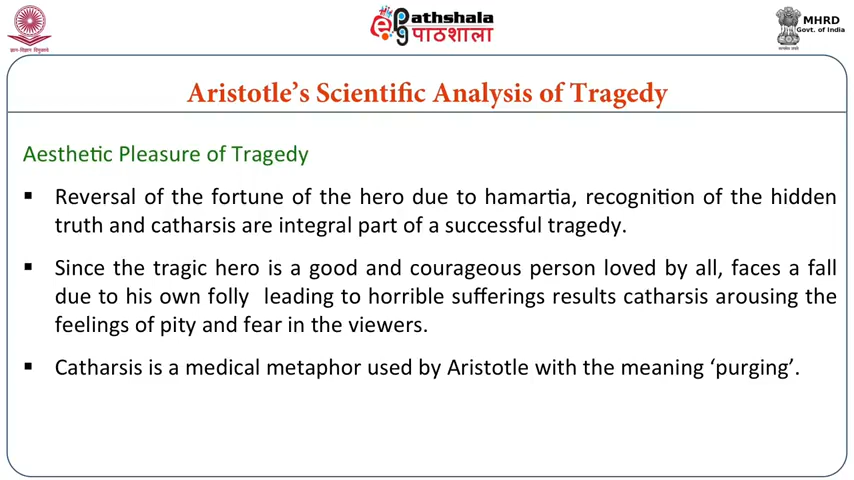 epathshala
पाठशाला
MHRD
Govt. of India
Aristotle's Scientific Analysis of Tragedy
Aesthetic Pleasure of Tragedy
▪ Reversal of the fortune of the hero due to hamartia, recognition of the hidden
truth and catharsis are integral part of a successful tragedy.
▪ Since the tragic hero is a good and courageous person loved by all, faces a fall
due to his own folly leading to horrible sufferings results catharsis arousing the
feelings of pity and fear in the viewers.
▪ Catharsis is a medical metaphor used by Aristotle with the meaning ‘purging’.